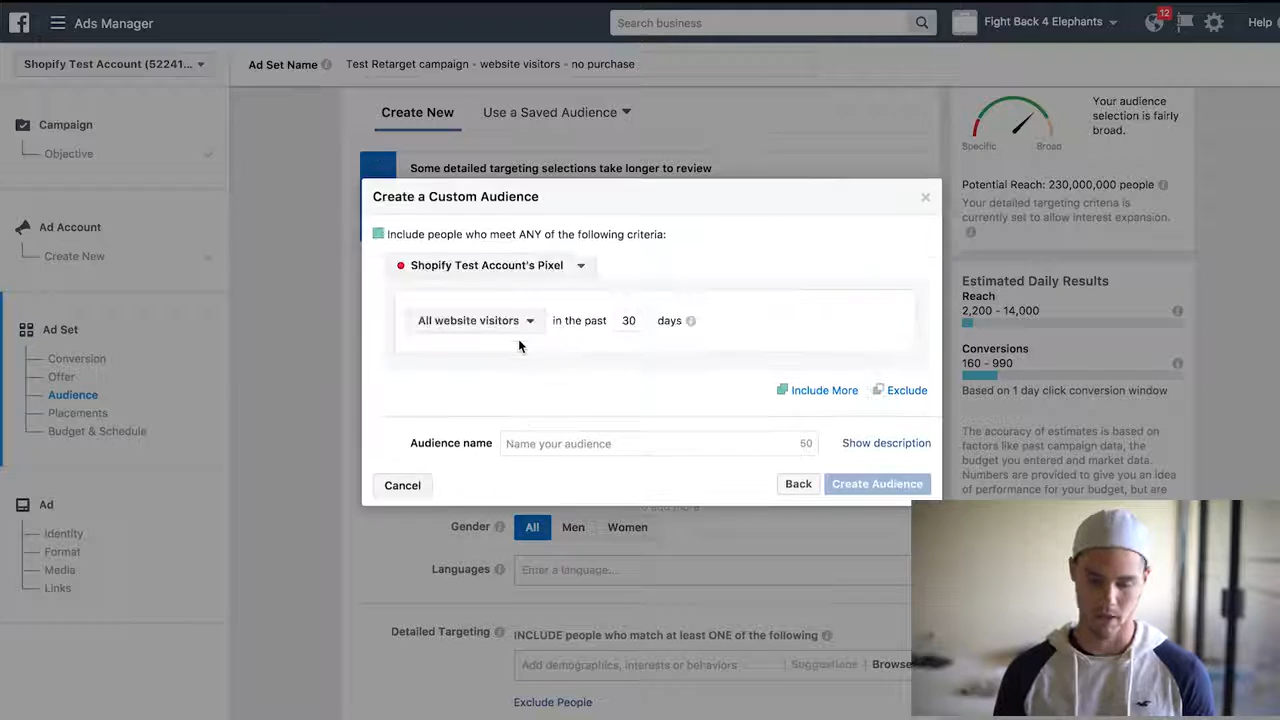 Ads Manager
Search business
Fight Back 4 Elephants
12
Help
Shopify Test Account (52241...
Ad Set Name
Test Retarget campaign - website visitors - no purchase
Campaign
Objective
Ad Account
Create New
Ad Set
Conversion
Offer
Audience
Placements
Budget & Schedule
Ad
Identity
Format
Media
Links
Create New
Use a Saved Audience
Some detailed targeting selections take longer to review
Create a Custom Audience
Include people who meet ANY of the following criteria:
Shopify Test Account's Pixel
All website visitors in the past 30 days
Include More
Exclude
Audience name
Name your audience
50
Show description
Cancel
Back
Create Audience
Gender
All
Men
Women
Languages
Enter a language...
Detailed Targeting
INCLUDE people who match at least ONE of the following
Add demographics, interests or behaviors
Suggestions
Browse
Exclude People
Your audience
selection is fairly
broad.
Specific
Broad
Potential Reach: 230,000,000 people
Your detailed targeting criteria is
currently set to allow interest expansion.
Estimated Daily Results
Reach
2,200 - 14,000
Conversions
160 - 990
Based on 1 day click conversion window
The accuracy of estimates is based on
factors like past campaign data, the
budget you entered and market data.
Numbers are provided to give you an idea
of performance for your budget, but are